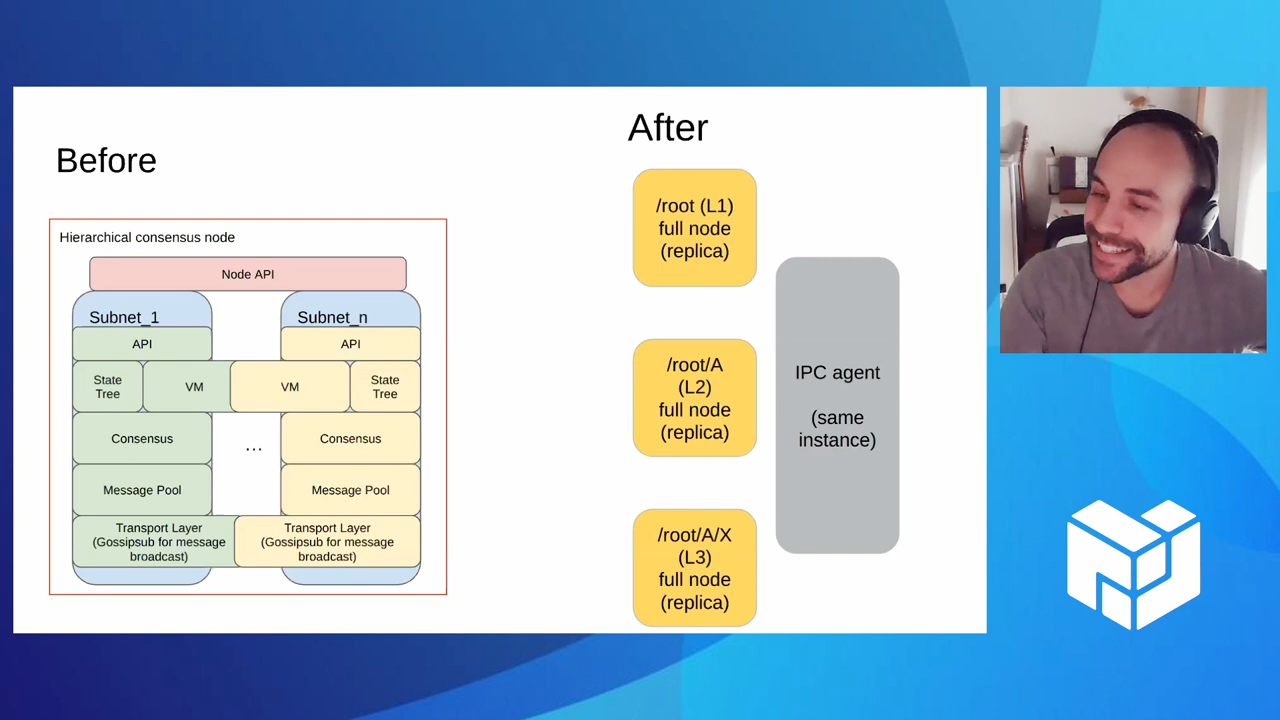 Before
Hierarchical consensus node
Node API
Subnet_1
Subnet_n
API
API
State
Tree
VM
VM
State
Tree
Consensus
...
Consensus
Message Pool
Message Pool
Transport Layer
(Gossipsub for message
broadcast)
Transport Layer
(Gossipsub for message
broadcast)
After
/root (L1)
full node
(replica)
/root/A
(L2)
full node
(replica)
/root/A/X
(L3)
full node
(replica)
IPC agent
(same
instance)